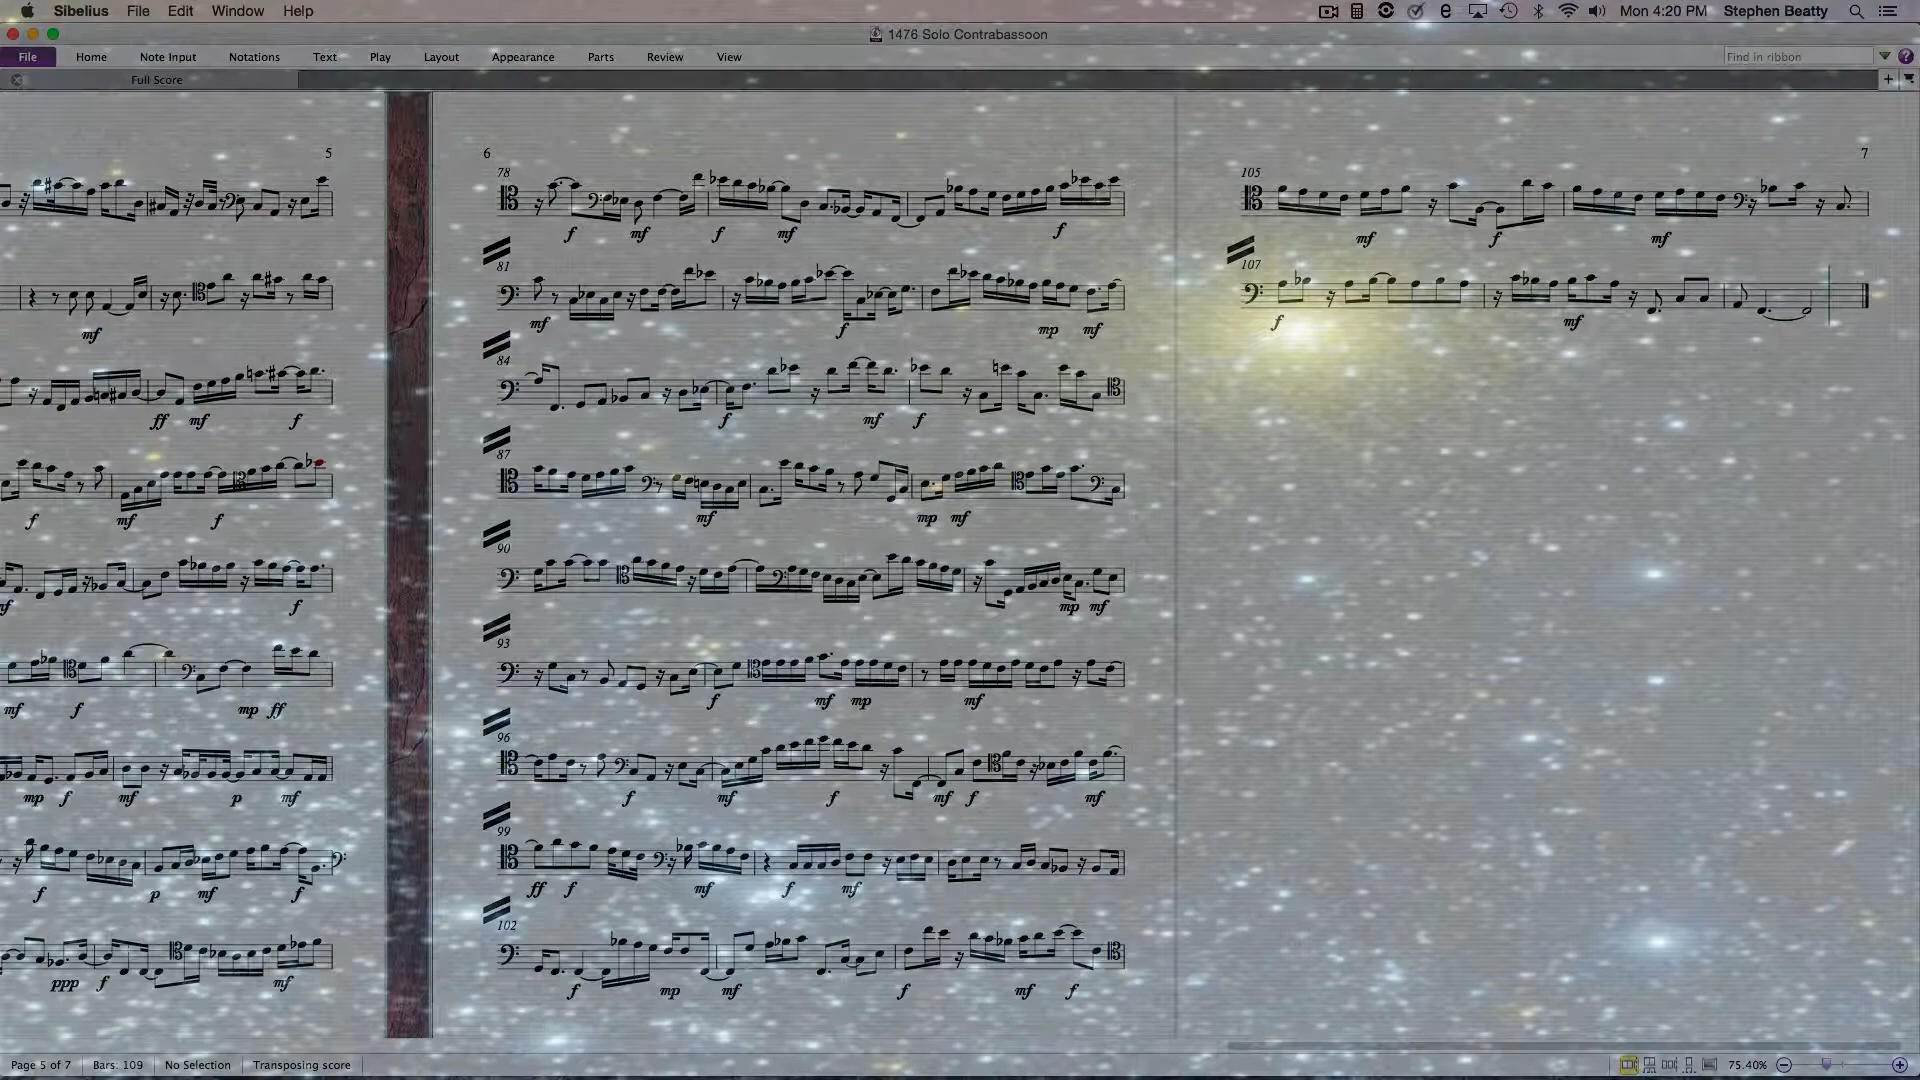 Sibelius File Edit Window Help Mon 4:20 PM Stephen Beatty
1476 Solo Contrabassoon
File Home Note Input Notations Text Play Layout Appearance Parts Review View Find in ribbon
Full Score
5
mf
ff mf f
f mf f
f
mf f mp ff
mp f mf p mf
f p mf f
ppp f mf
6
78
f mf f mf f
81
mf f mp mf
84
f mf f
87
mf mp mf
90
mp mf
93
f mf mp mf
96
f mf f mf f mf
99
ff f mf f mf
102
f mp mf f mf f
7
105
mf f mf
107
f mf
Page 5 of 7 Bars: 109 No Selection Transposing score 75.40%